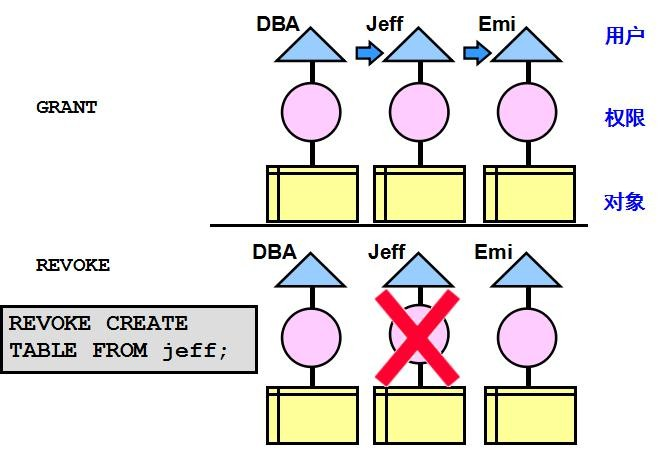 DBA Jeff Emi 用户
GRANT 权限
对象
DBA Jeff Emi
REVOKE
REVOKE CREATE
TABLE FROM jeff;